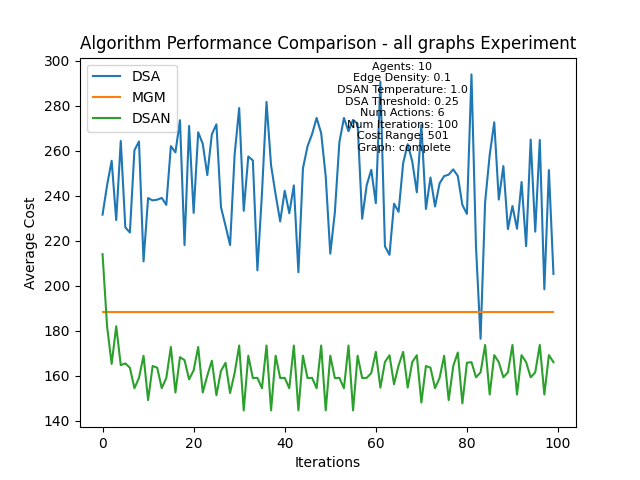 Algorithm Performance Comparison - all graphs Experiment
DSA
MGM
DSAN
Agents: 10
Edge Density: 0.1
DSAN Temperature: 1.0
DSA Threshold: 0.25
Num Actions: 6
Num Iterations: 100
Cost Range: 501
Graph: complete
Average Cost
300
280
260
240
220
200
180
160
140
0
20
40
60
80
100
Iterations